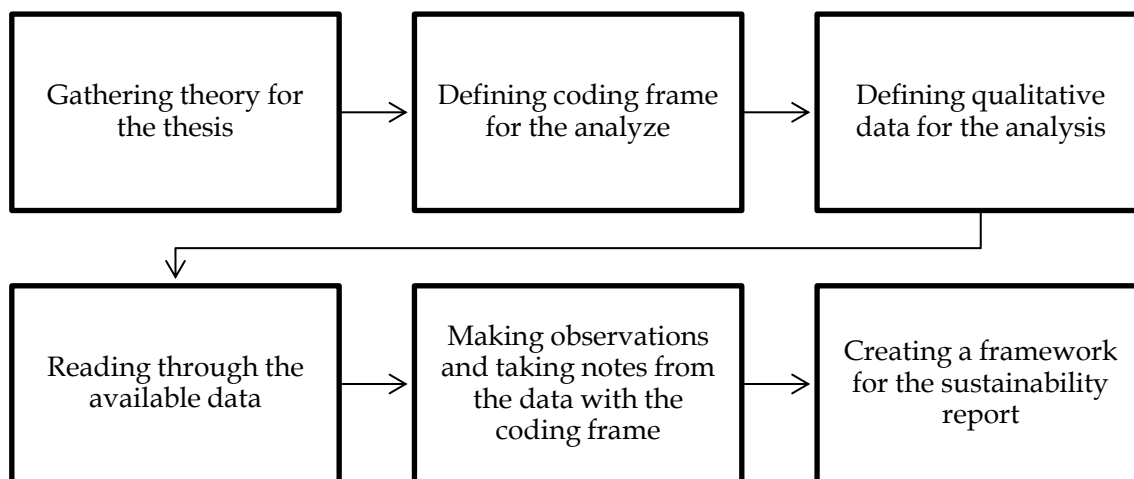 Gathering theory for
the thesis
Defining coding frame
for the analyze
Defining qualitative
data for the analysis
Reading through the
available data
Making observations
and taking notes from
the data with the
coding frame
Creating a framework
for the sustainability
report